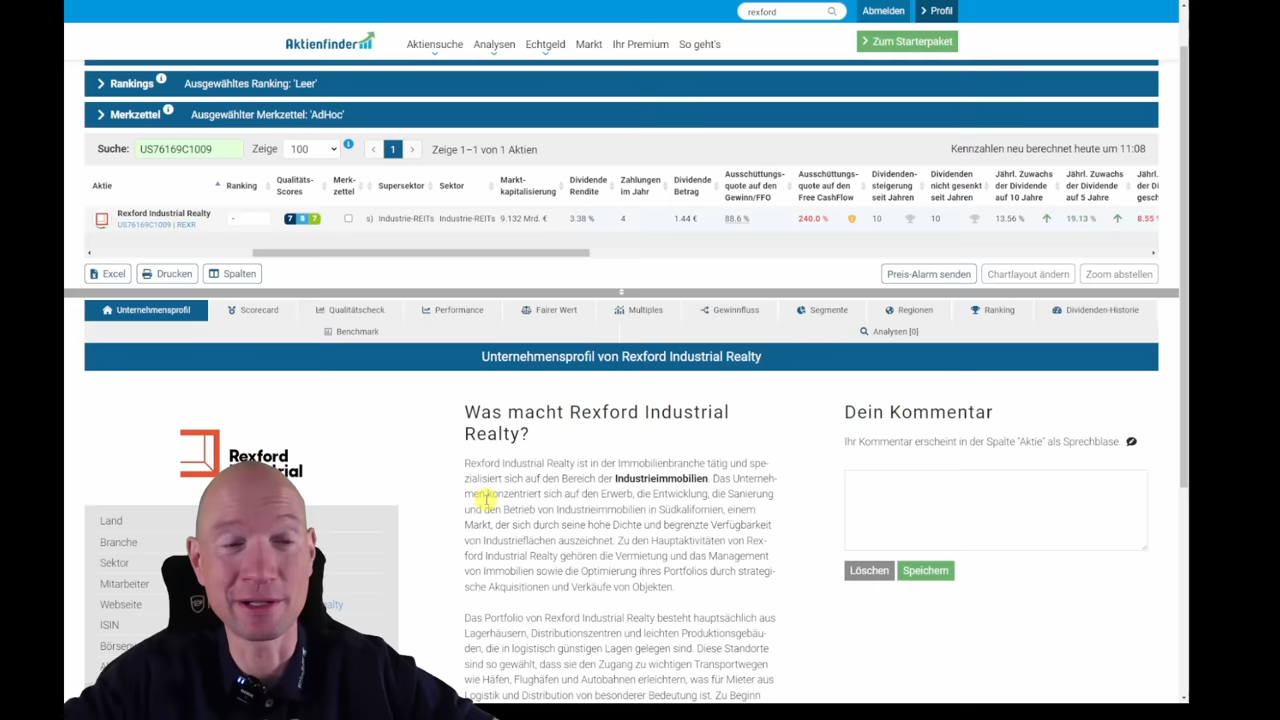 rexford
Abmelden
Profil
Aktienfinder
Aktiensuche Analysen Echtgeld Markt Ihr Premium So geht's
Zum Starterpaket
Rankings Ausgewähltes Ranking: 'Leer'
Merkzettel Ausgewählter Merkzettel: 'AdHoc'
Suche: US76169C1009 Zeige 100 1 Zeige 1–1 von 1 Aktien Kennzahlen neu berechnet heute um 11:08
Aktie
Ranking
Qualitäts-
Scores
Merk-
zettel
Supersektor
Sektor
Markt-
kapitalisierung
Dividende
Rendite
Zahlungen
im Jahr
Dividende
Betrag
Ausschüttungs-
quote auf den
Gewinn/FFO
Ausschüttungs-
quote auf den
Free CashFlow
Dividenden-
steigerung
seit Jahren
Dividenden
nicht gesenkt
seit Jahren
Jährl. Zuwachs
der Dividende
auf 10 Jahre
Jährl. Zuwachs
der Dividende
auf 5 Jahre
Jährl.
der Di
gesch
Rexford Industrial Realty
US76169C1009 | REXR
- 7 8 7 s) Industrie-REITs Industrie-REITs 9.132 Mrd. € 3.38 % 4 1.44 € 88.6 % 240.0 % 10 10 13.56 % 19.13 % 8.55
Excel Drucken Spalten Preis-Alarm senden Chartlayout ändern Zoom abstellen
Unternehmensprofil Scorecard Qualitätscheck Performance Fairer Wert Multiples Gewinnfluss Segmente Regionen Ranking Dividenden-Historie
Benchmark Analysen [0]
Unternehmensprofil von Rexford Industrial Realty
Rexford
Land
Branche
Sektor
Mitarbeiter
Webseite
ISIN
Was macht Rexford Industrial
Realty?
Rexford Industrial Realty ist in der Immobilienbranche tätig und spe-
zialisiert sich auf den Bereich der Industrieimmobilien. Das Unterneh-
men konzentriert sich auf den Erwerb, die Entwicklung, die Sanierung
und den Betrieb von Industrieimmobilien in Südkalifornien, einem
Markt, der sich durch seine hohe Dichte und begrenzte Verfügbarkeit
von Industrieflächen auszeichnet. Zu den Hauptaktivitäten von Rex-
ford Industrial Realty gehören die Vermietung und das Management
von Immobilien sowie die Optimierung ihres Portfolios durch strategi-
sche Akquisitionen und Verkäufe von Objekten.
Das Portfolio von Rexford Industrial Realty besteht hauptsächlich aus
Lagerhäusern, Distributionszentren und leichten Produktionsgebäu-
den, die in logistisch günstigen Lagen gelegen sind. Diese Standorte
sind so gewählt, dass sie den Zugang zu wichtigen Transportwegen
wie Häfen, Flughäfen und Autobahnen erleichtern, was für Mieter aus
Logistik und Distribution von besonderer Bedeutung ist. Zu Beginn
Dein Kommentar
Ihr Kommentar erscheint in der Spalte "Aktie" als Sprechblase.
Löschen Speichern